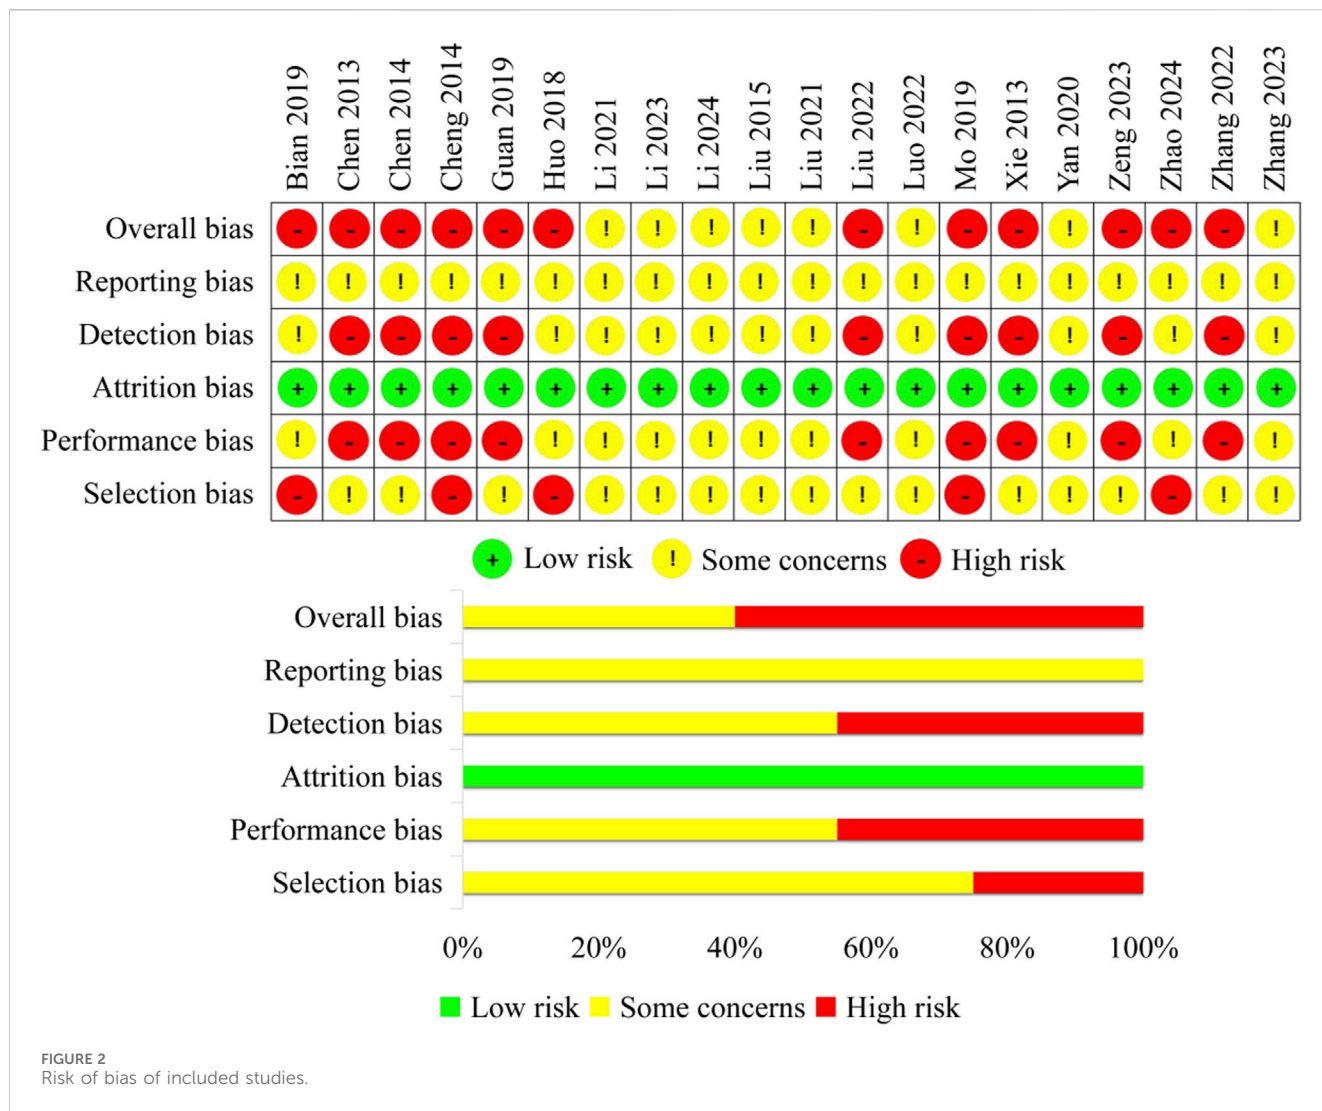 Bian 2019
Chen 2013
Chen 2014
Cheng 2014
Guan 2019
Huo 2018
Li 2021
Li 2023
Li 2024
Liu 2015
Liu 2021
Liu 2022
Luo 2022
Mo 2019
Xie 2013
Yan 2020
Zeng 2023
Zhao 2024
Zhang 2022
Zhang 2023
Overall bias - - - - - - ! ! ! ! ! - ! - - ! - - - !
Reporting bias ! ! ! ! ! ! ! ! ! ! ! ! ! ! ! ! ! ! ! !
Detection bias ! - - - - ! ! ! ! ! ! - ! - - ! - ! - !
Attrition bias + + + + + + + + + + + + + + + + + + + +
Performance bias ! - - - - ! ! ! ! ! ! - ! - - ! - ! - !
Selection bias - ! ! - ! - ! ! ! ! ! ! ! - ! ! ! - ! !
+ Low risk ! Some concerns - High risk
Overall bias
Reporting bias
Detection bias
Attrition bias
Performance bias
Selection bias
0% 20% 40% 60% 80% 100%
Low risk Some concerns High risk
FIGURE 2
Risk of bias of included studies.